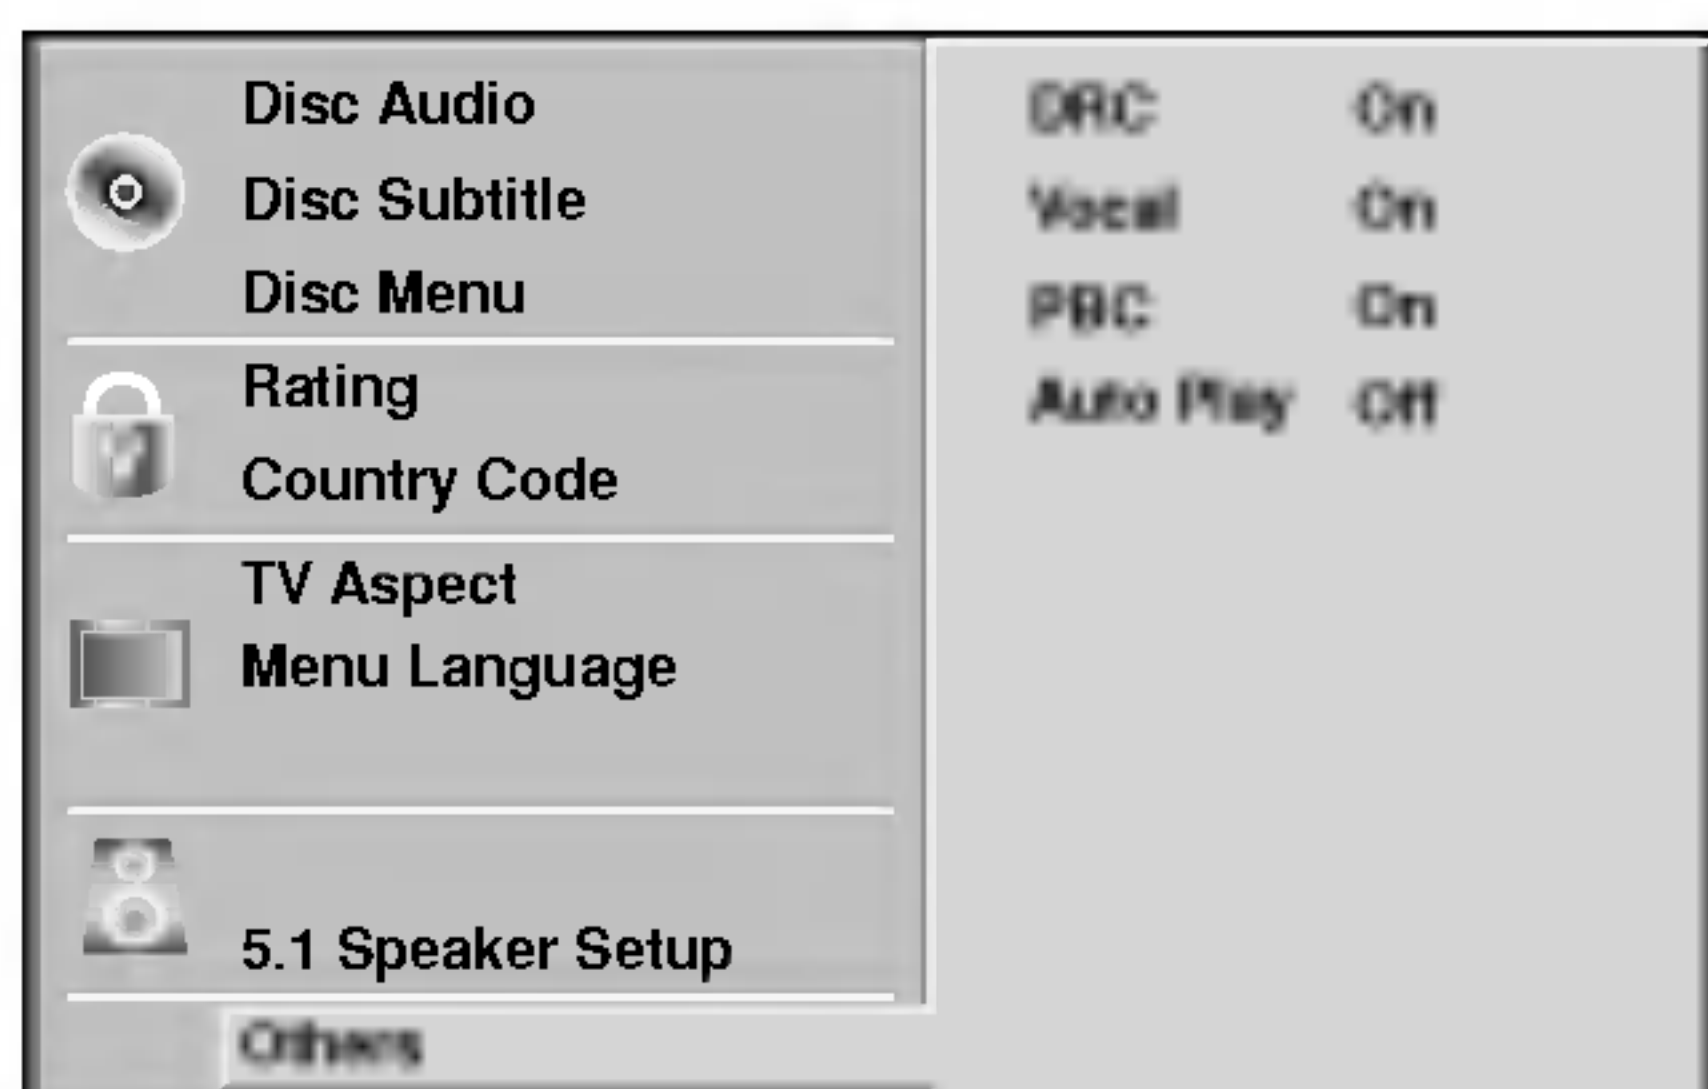 Disc Audio
Disc Subtitle
Disc Menu
Rating
Country Code
TV Aspect
Menu Language
5.1 Speaker Setup
Others
DRC On
Vocal On
PBC On
Auto Play Off